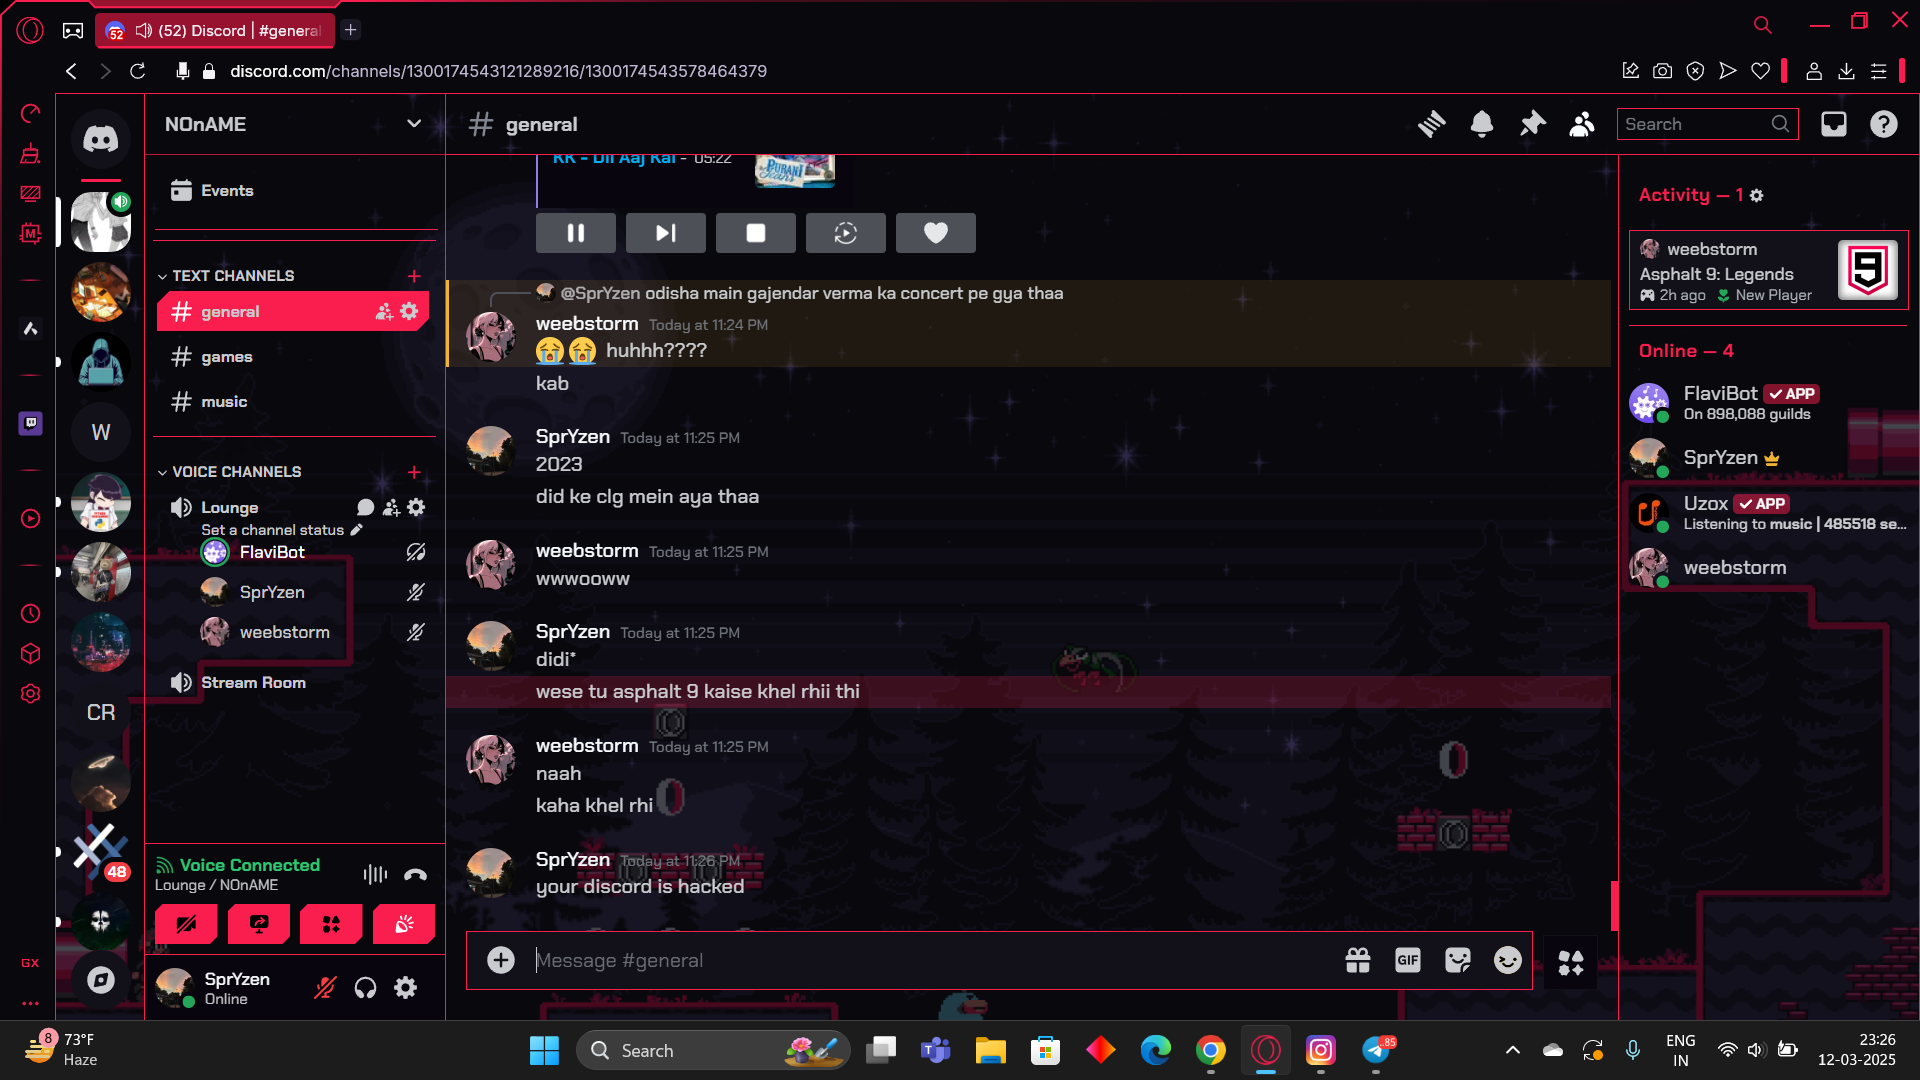 52
(52) Discord | #general
discord.com/channels/1300174543121289216/1300174543578464379
NOnAME
Events
TEXT CHANNELS
general
games
music
VOICE CHANNELS
Lounge
Set a channel status
FlaviBot
SprYzen
weebstorm
Stream Room
W
CR
48
GX
Voice Connected
Lounge / NOnAME
SprYzen
Online
# general
Search
KK - Dil Aaj Kal - 05:22
PURANI
Jeans
@SprYzen odisha main gajendar verma ka concert pe gya thaa
weebstorm Today at 11:24 PM
😭😭 huhhh????
kab
SprYzen Today at 11:25 PM
2023
did ke clg mein aya thaa
weebstorm Today at 11:25 PM
wwwooww
SprYzen Today at 11:25 PM
didi*
wese tu asphalt 9 kaise khel rhii thi
weebstorm Today at 11:25 PM
naah
kaha khel rhi
SprYzen Today at 11:26 PM
your discord is hacked
Message #general
GIF
Activity — 1
weebstorm
Asphalt 9: Legends
2h ago New Player
9
Online — 4
FlaviBot APP
On 898,088 guilds
SprYzen
Uzox APP
Listening to music | 485518 se...
weebstorm
8
73°F
Haze
Search
85
ENG
IN
23:26
12-03-2025